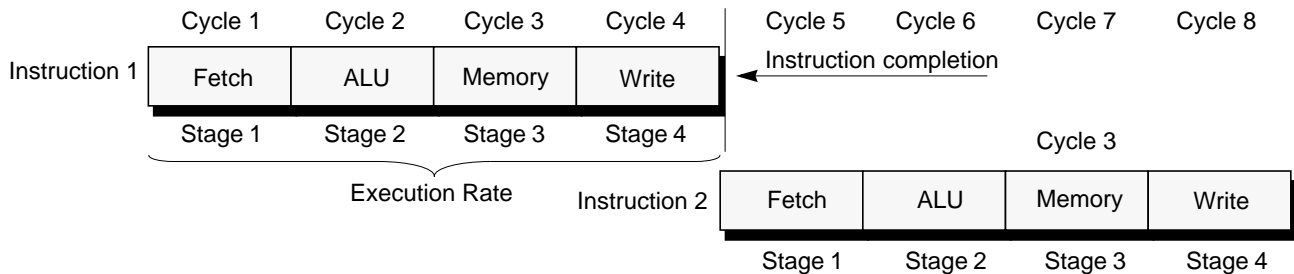 Cycle 1 Cycle 2 Cycle 3 Cycle 4 Cycle 5 Cycle 6 Cycle 7 Cycle 8
Instruction 1 Fetch ALU Memory Write Instruction completion
Stage 1 Stage 2 Stage 3 Stage 4
Cycle 3
Execution Rate
Instruction 2 Fetch ALU Memory Write
Stage 1 Stage 2 Stage 3 Stage 4